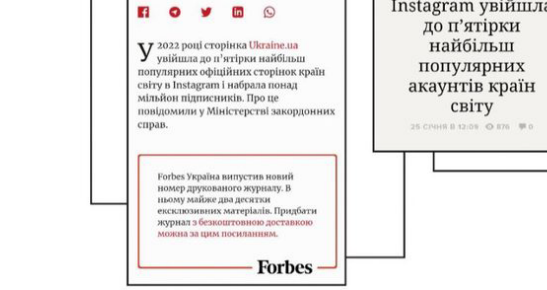 У 2022 році сторінка Ukraine.ua
увійшла до п’ятірки найбільш
популярних офіційних сторінок країн
світу в Instagram і набрала понад
мільйон підписників. Про це
повідомили у Міністерстві закордонних
справ.
Forbes Україна випустив новий
номер друкованого журналу. В
ньому майже два десятки
ексклюзивних матеріалів. Придбати
журнал з безкоштовною доставкою
можна за цим посиланням.
Forbes
Instagram увійшла
до п’ятірки
найбільш
популярних
акаунтів країн
світу
25 СІЧНЯ В 12:09 876 0